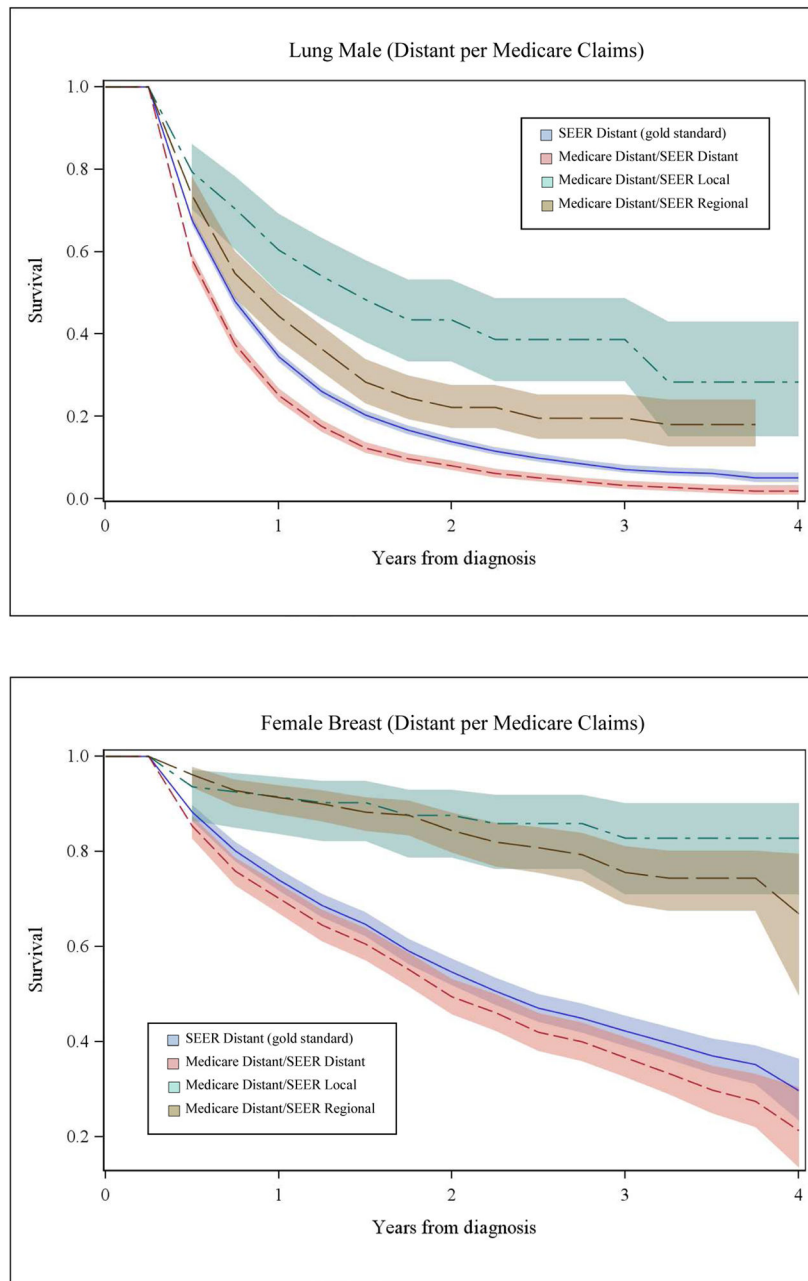 Lung Male (Distant per Medicare Claims)
1.0
0.8
0.6
0.4
0.2
0.0
Survival
SEER Distant (gold standard)
Medicare Distant/SEER Distant
Medicare Distant/SEER Local
Medicare Distant/SEER Regional
0 1 2 3 4
Years from diagnosis
Female Breast (Distant per Medicare Claims)
1.0
0.8
0.6
0.4
0.2
Survival
SEER Distant (gold standard)
Medicare Distant/SEER Distant
Medicare Distant/SEER Local
Medicare Distant/SEER Regional
0 1 2 3 4
Years from diagnosis